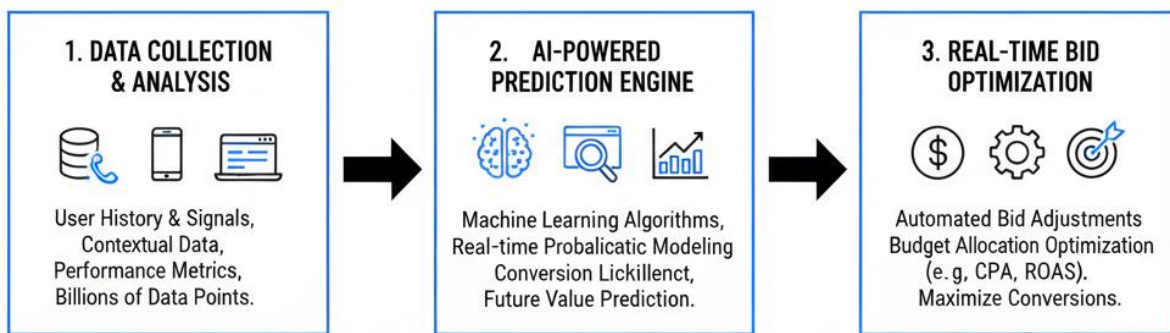 1. DATA COLLECTION
& ANALYSIS
User History & Signals,
Contextual Data,
Performance Metrics,
Billions of Data Points.
2. AI-POWERED
PREDICTION ENGINE
Machine Learning Algorithms,
Real-time Probalicatic Modeling
Conversion Lickillenct,
Future Value Prediction.
3. REAL-TIME BID
OPTIMIZATION
$
Automated Bid Adjustments
Budget Allocation Optimization
(e.g, CPA, ROAS).
Maximize Conversions.